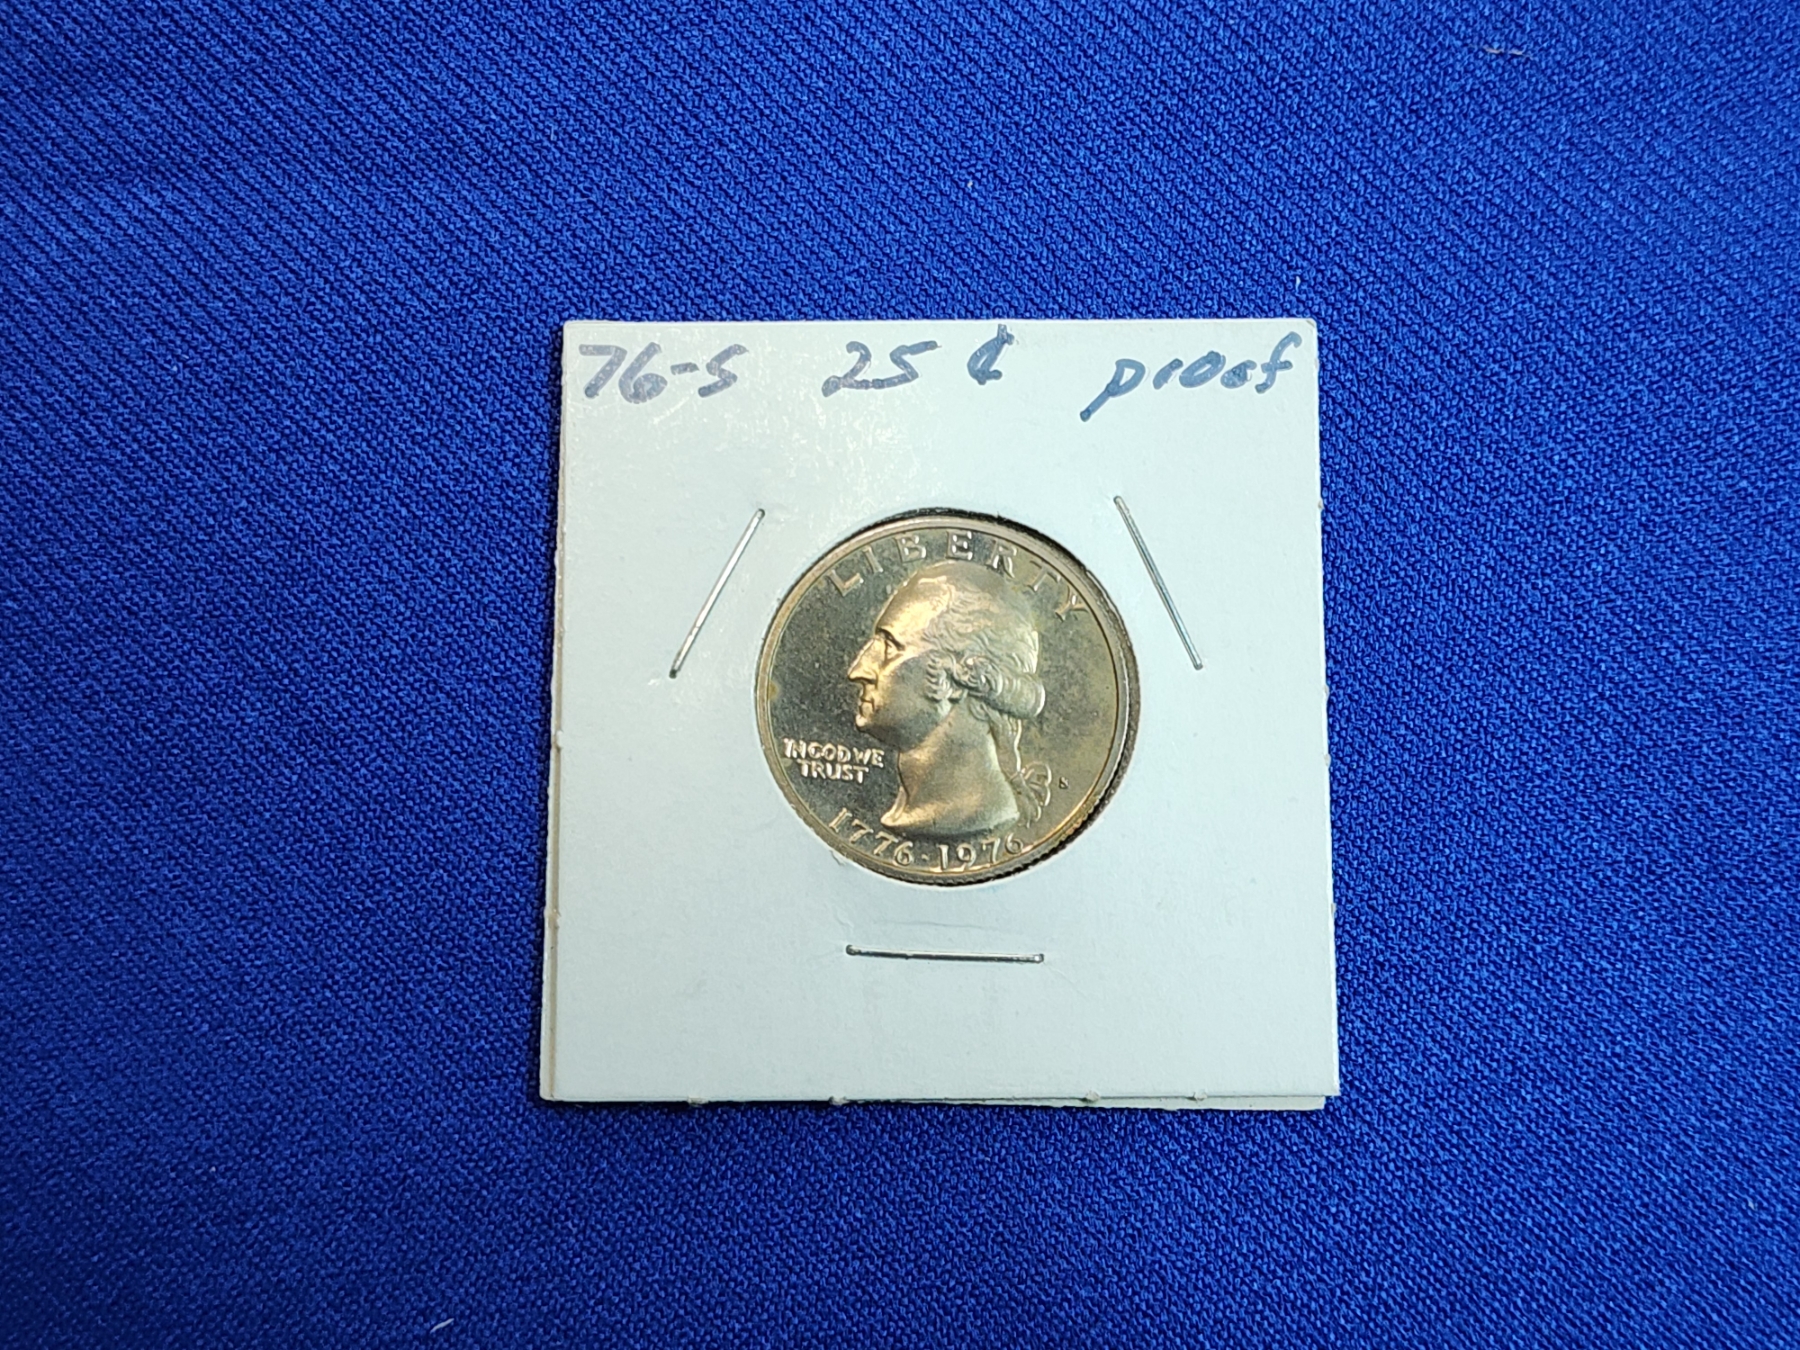 76-S 25 ¢ proof
LIBERTY
IN GOD WE
TRUST
S
1776·1976